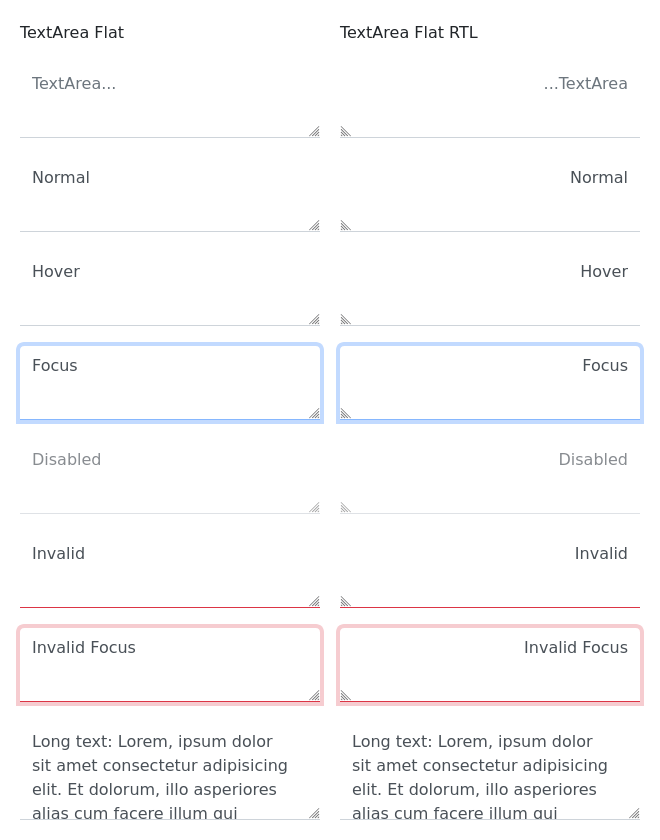 TextArea Flat
TextArea Flat RTL
TextArea...
...TextArea
Normal
Normal
Hover
Hover
Focus
Focus
Disabled
Disabled
Invalid
Invalid
Invalid Focus
Invalid Focus
Long text: Lorem, ipsum dolor
sit amet consectetur adipisicing
elit. Et dolorum, illo asperiores
alias cum facere illum qui
Long text: Lorem, ipsum dolor
sit amet consectetur adipisicing
elit. Et dolorum, illo asperiores
alias cum facere illum qui